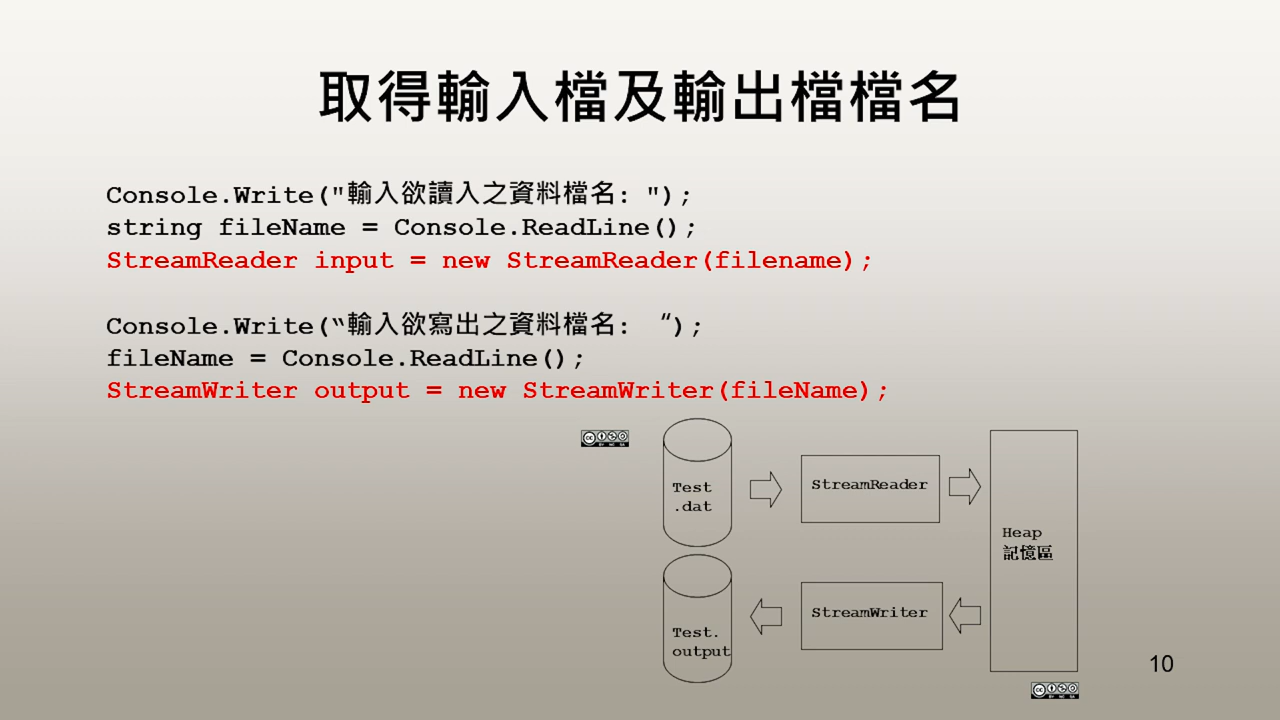 取得輸入檔及輸出檔檔名
Console.Write("輸入欲讀入之資料檔名: ");
string fileName = Console.ReadLine();
StreamReader input = new StreamReader(filename);
Console.Write(“輸入欲寫出之資料檔名: “);
fileName = Console.ReadLine();
StreamWriter output = new StreamWriter(fileName);
Test
.dat
StreamReader
Heap
記憶區
StreamWriter
Test.
output
10